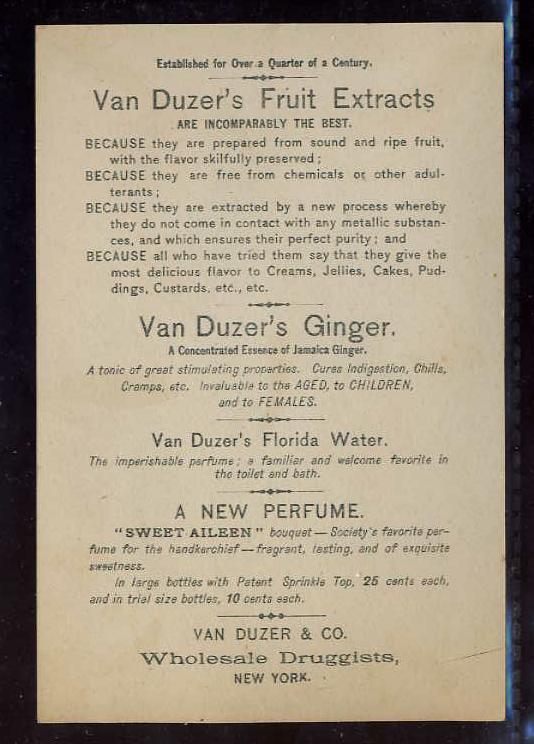 Established for Over a Quarter of a Century.
Van Duzer's Fruit Extracts
ARE INCOMPARABLY THE BEST.
BECAUSE they are prepared from sound and ripe fruit,
with the flavor skilfully preserved;
BECAUSE they are free from chemicals or other adul-
terants;
BECAUSE they are extracted by a new process whereby
they do not come in contact with any metallic substan-
ces, and which ensures their perfect purity; and
BECAUSE all who have tried them say that they give the
most delicious flavor to Creams, Jellies, Cakes, Pud-
dings, Custards, etc., etc.
Van Duzer's Ginger.
A Concentrated Essence of Jamaica Ginger.
A tonic of great stimulating properties. Cures Indigestion, Chills,
Cramps, etc. Invaluable to the AGED, to CHILDREN,
and to FEMALES.
Van Duzer's Florida Water.
The imperishable perfume; a familiar and welcome favorite in
the toilet and bath.
A NEW PERFUME.
"SWEET AILEEN" bouquet—Society's favorite per-
fume for the handkerchief—fragrant, lasting, and of exquisite
sweetness.
In large bottles with Patent Sprinkle Top, 25 cents each,
and in trial size bottles, 10 cents each.
VAN DUZER & CO.
Wholesale Druggists,
NEW YORK.